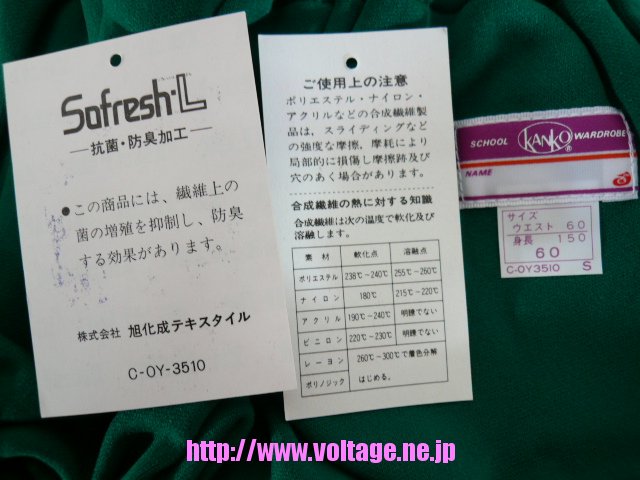 Sofresh-L
―抗菌・防臭加工―
●この商品には、繊維上の
菌の増殖を抑制し、防臭
する効果があります。
株式会社 旭化成テキスタイル
C-OY-3510
ご使用上の注意
ポリエステル・ナイロン・
アクリルなどの合成繊維製
品は、スライディングなど
の強度な摩擦、摩耗により
局部的に損傷し摩擦跡及び
穴のあく場合があります。
合成繊維の熱に対する知識
合成繊維は次の温度で軟化及び
溶融します。
素材 軟化点 溶融点
ポリエステル 238℃~240℃ 255℃~260℃
ナイロン 180℃ 215℃~220℃
アクリル 190℃~240℃ 明瞭でない
ビニロン 220℃~230℃ 明瞭でない
レーヨン 260℃~300℃で着色分解
ポリノジック はじめる。
SCHOOL KANKO® WARDROBE
NAME
サイズ
ウエスト 60
身長 150
60
C-OY3510 S
http://www.voltage.ne.jp